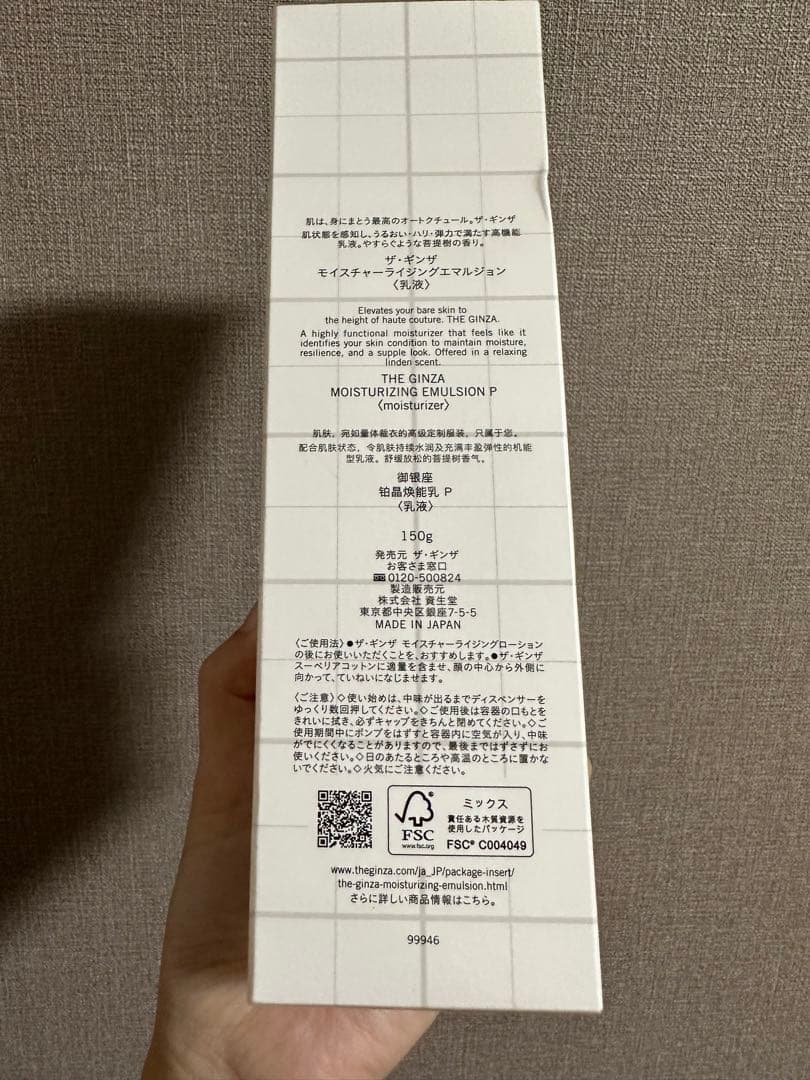 肌は、身にまとう最高のオートクチュール。ザ・ギンザ
肌状態を感知し、うるおい・ハリ・弾力で満たす高機能
乳液。やすらぐような菩提樹の香り。
ザ・ギンザ
モイスチャーライジングエマルジョン
〈乳液〉
Elevates your bare skin to
the height of haute couture. THE GINZA.
A highly functional moisturizer that feels like it
identifies your skin condition to maintain moisture,
resilience, and a supple look. Offered in a relaxing
linden scent.
THE GINZA
MOISTURIZING EMULSION P
〈moisturizer〉
肌肤，宛如量体裁衣的高级定制服装，只属于您。
配合肌肤状态，令肌肤持续水润及充满丰盈弹性的机能
型乳液。舒缓放松的菩提树香气。
御银座
铂晶焕能乳 P
〈乳液〉
150g
発売元 ザ・ギンザ
お客さま窓口
0120-500824
製造販売元
株式会社 資生堂
東京都中央区銀座7-5-5
MADE IN JAPAN
〈ご使用法〉●ザ・ギンザ モイスチャーライジングローション
の後にお使いいただくことを、おすすめします。●ザ・ギンザ
スーペリアコットンに適量を含ませ、顔の中心から外側に
向かって、ていねいになじませます。
〈ご注意〉◇使い始めは、中味が出るまでディスペンサーを
ゆっくり数回押してください。◇ご使用後は容器の口もとを
きれいに拭き、必ずキャップをきちんと閉めてください。◇ご
使用期間中にポンプをはずすと容器内に空気が入り、中味
がでにくくなることがありますので、最後まではずさずにお
使いください。◇日のあたるところや高温のところに置かな
いでください。◇火気にご注意ください。
FSC
www.fsc.org
ミックス
責任ある木質資源を
使用したパッケージ
FSC® C004049
www.theginza.com/ja_JP/package-insert/
the-ginza-moisturizing-emulsion.html
さらに詳しい商品情報はこちら。
99946